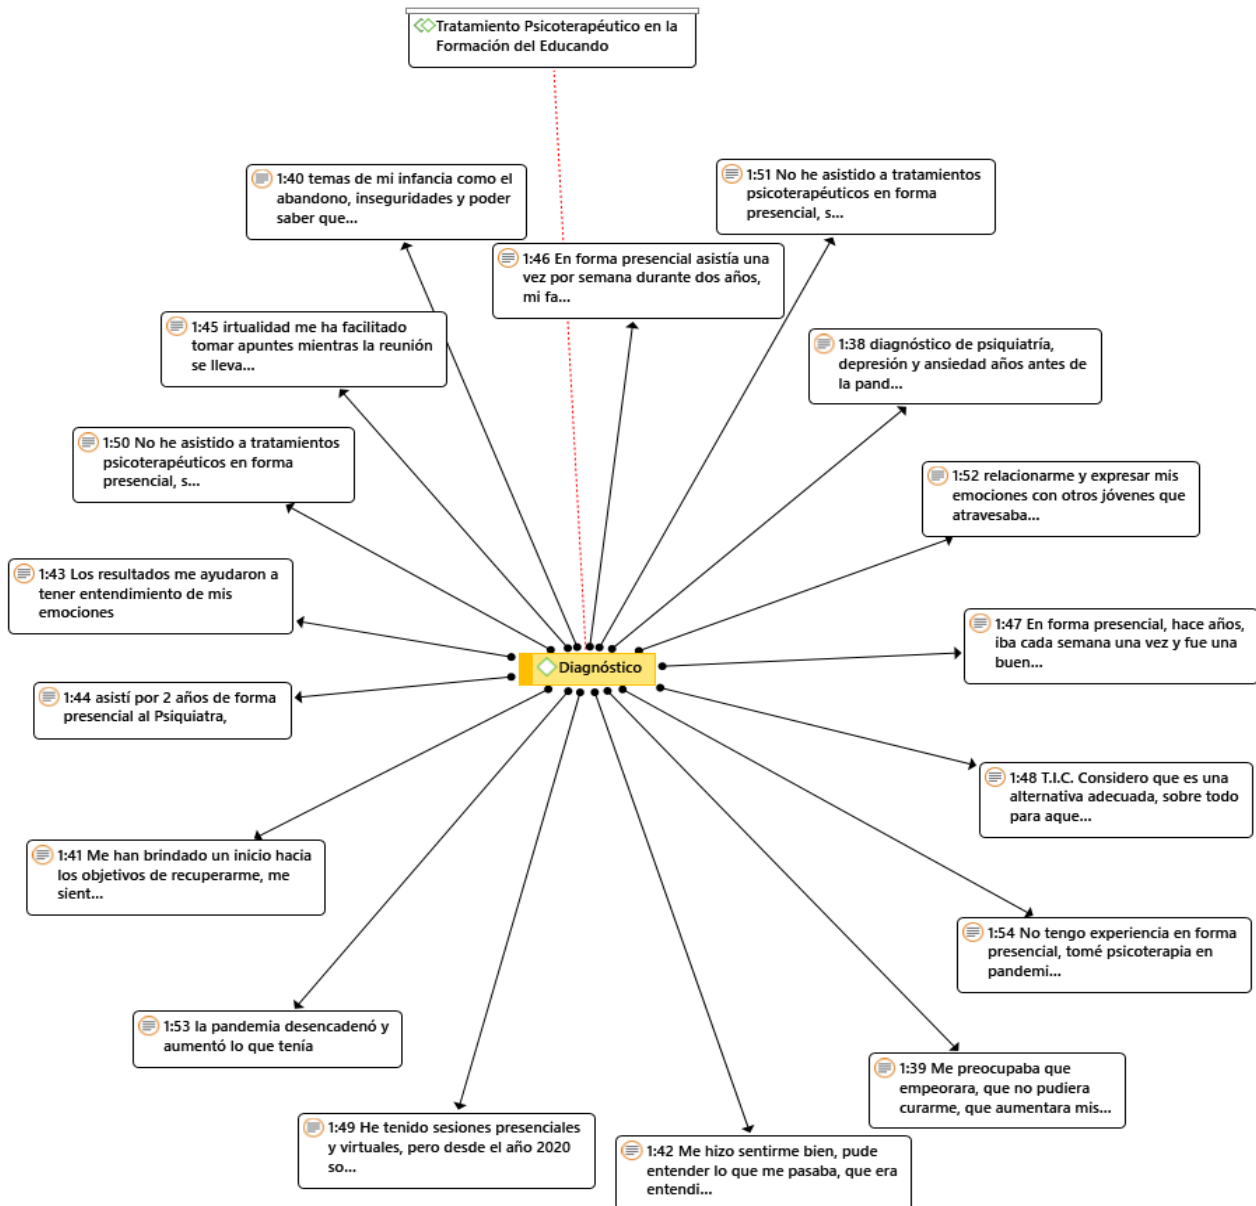 Tratamiento Psicoterapéutico en la
Formación del Educando
1:40 temas de mi infancia como el
abandono, inseguridades y poder
saber que...
1:51 No he asistido a tratamientos
psicoterapéuticos en forma
presencial, s...
1:46 En forma presencial asistía una
vez por semana durante dos años,
mi fa...
1:45 irtualidad me ha facilitado
tomar apuntes mientras la reunión
se lleva...
1:38 diagnóstico de psiquiatría,
depresión y ansiedad años antes de
la pand...
1:50 No he asistido a tratamientos
psicoterapéuticos en forma
presencial, s...
1:52 relacionarme y expresar mis
emociones con otros jóvenes que
atravesaba...
1:43 Los resultados me ayudaron a
tener entendimiento de mis
emociones
1:47 En forma presencial, hace años,
iba cada semana una vez y fue una
buen...
Diagnóstico
1:44 asistí por 2 años de forma
presencial al Psiquiatra,
1:48 T.I.C. Considero que es una
alternativa adecuada, sobre todo
para aque...
1:41 Me han brindado un inicio hacia
los objetivos de recuperarme, me
sient...
1:54 No tengo experiencia en forma
presencial, tomé psicoterapia en
pandemi...
1:53 la pandemia desencadenó y
aumentó lo que tenía
1:39 Me preocupaba que
empeorara, que no pudiera
curarme, que aumentara mis...
1:49 He tenido sesiones presenciales
y virtuales, pero desde el año 2020
so...
1:42 Me hizo sentirme bien, pude
entender lo que me pasaba, que era
entendi...